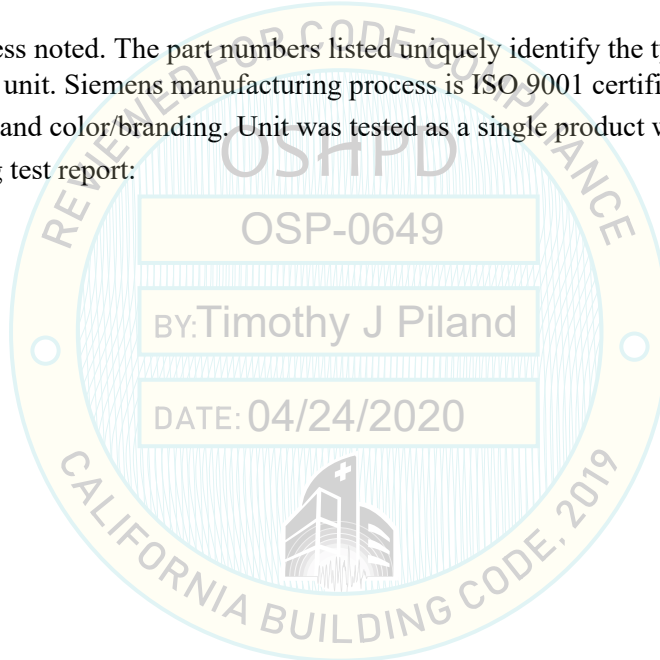 ess noted. The part numbers listed uniquely identify the t
unit. Siemens manufacturing process is ISO 9001 certifi
and color/branding. Unit was tested as a single product
g test report:
REVIEWED FOR CODE COMPLIANCE
OSHPD
OSP-0649
BY:Timothy J Piland
DATE: 04/24/2020
CALIFORNIA BUILDING CODE, 2019